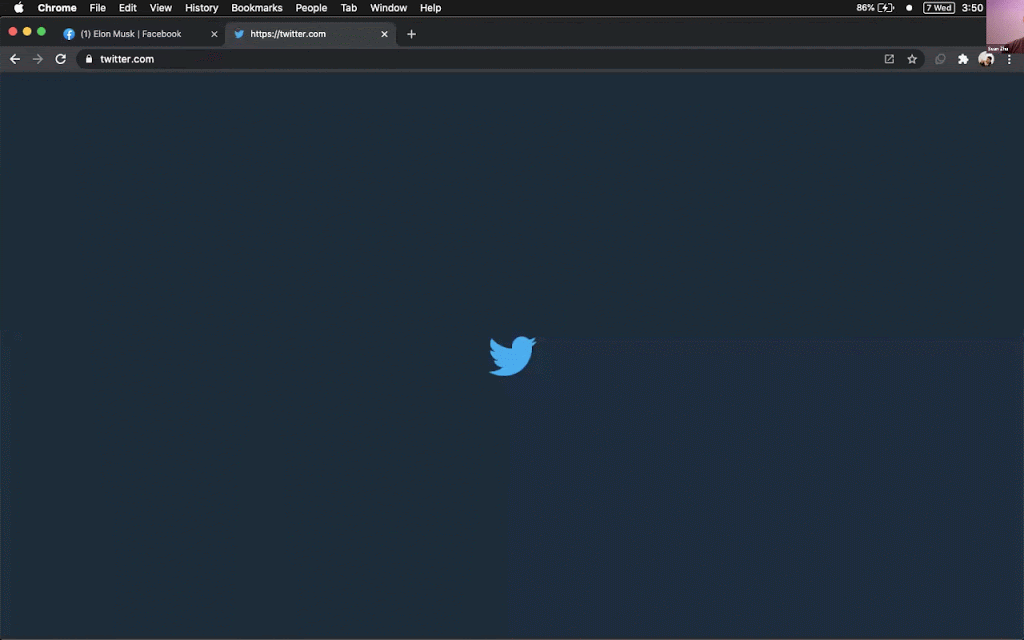 Chrome File Edit View History Bookmarks People Tab Window Help 86% 7 Wed 3:50
(1) Elon Musk | Facebook https://twitter.com
twitter.com